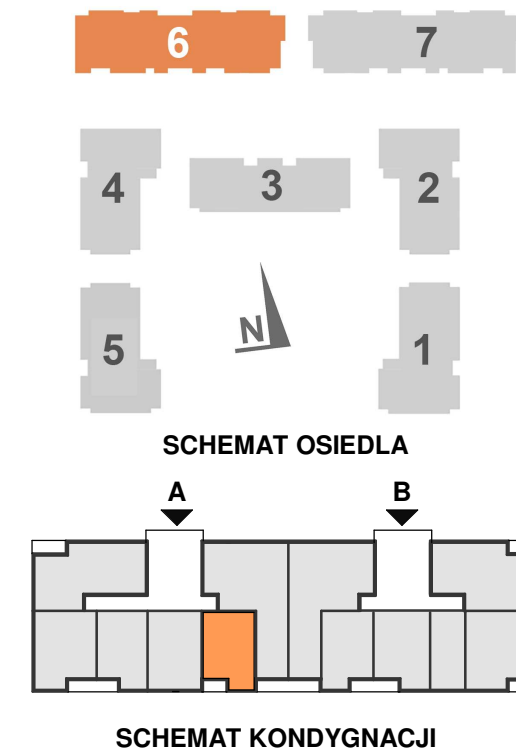 6 7
4 3 2
N
5 1
SCHEMAT OSIEDLA
A B
SCHEMAT KONDYGNACJI